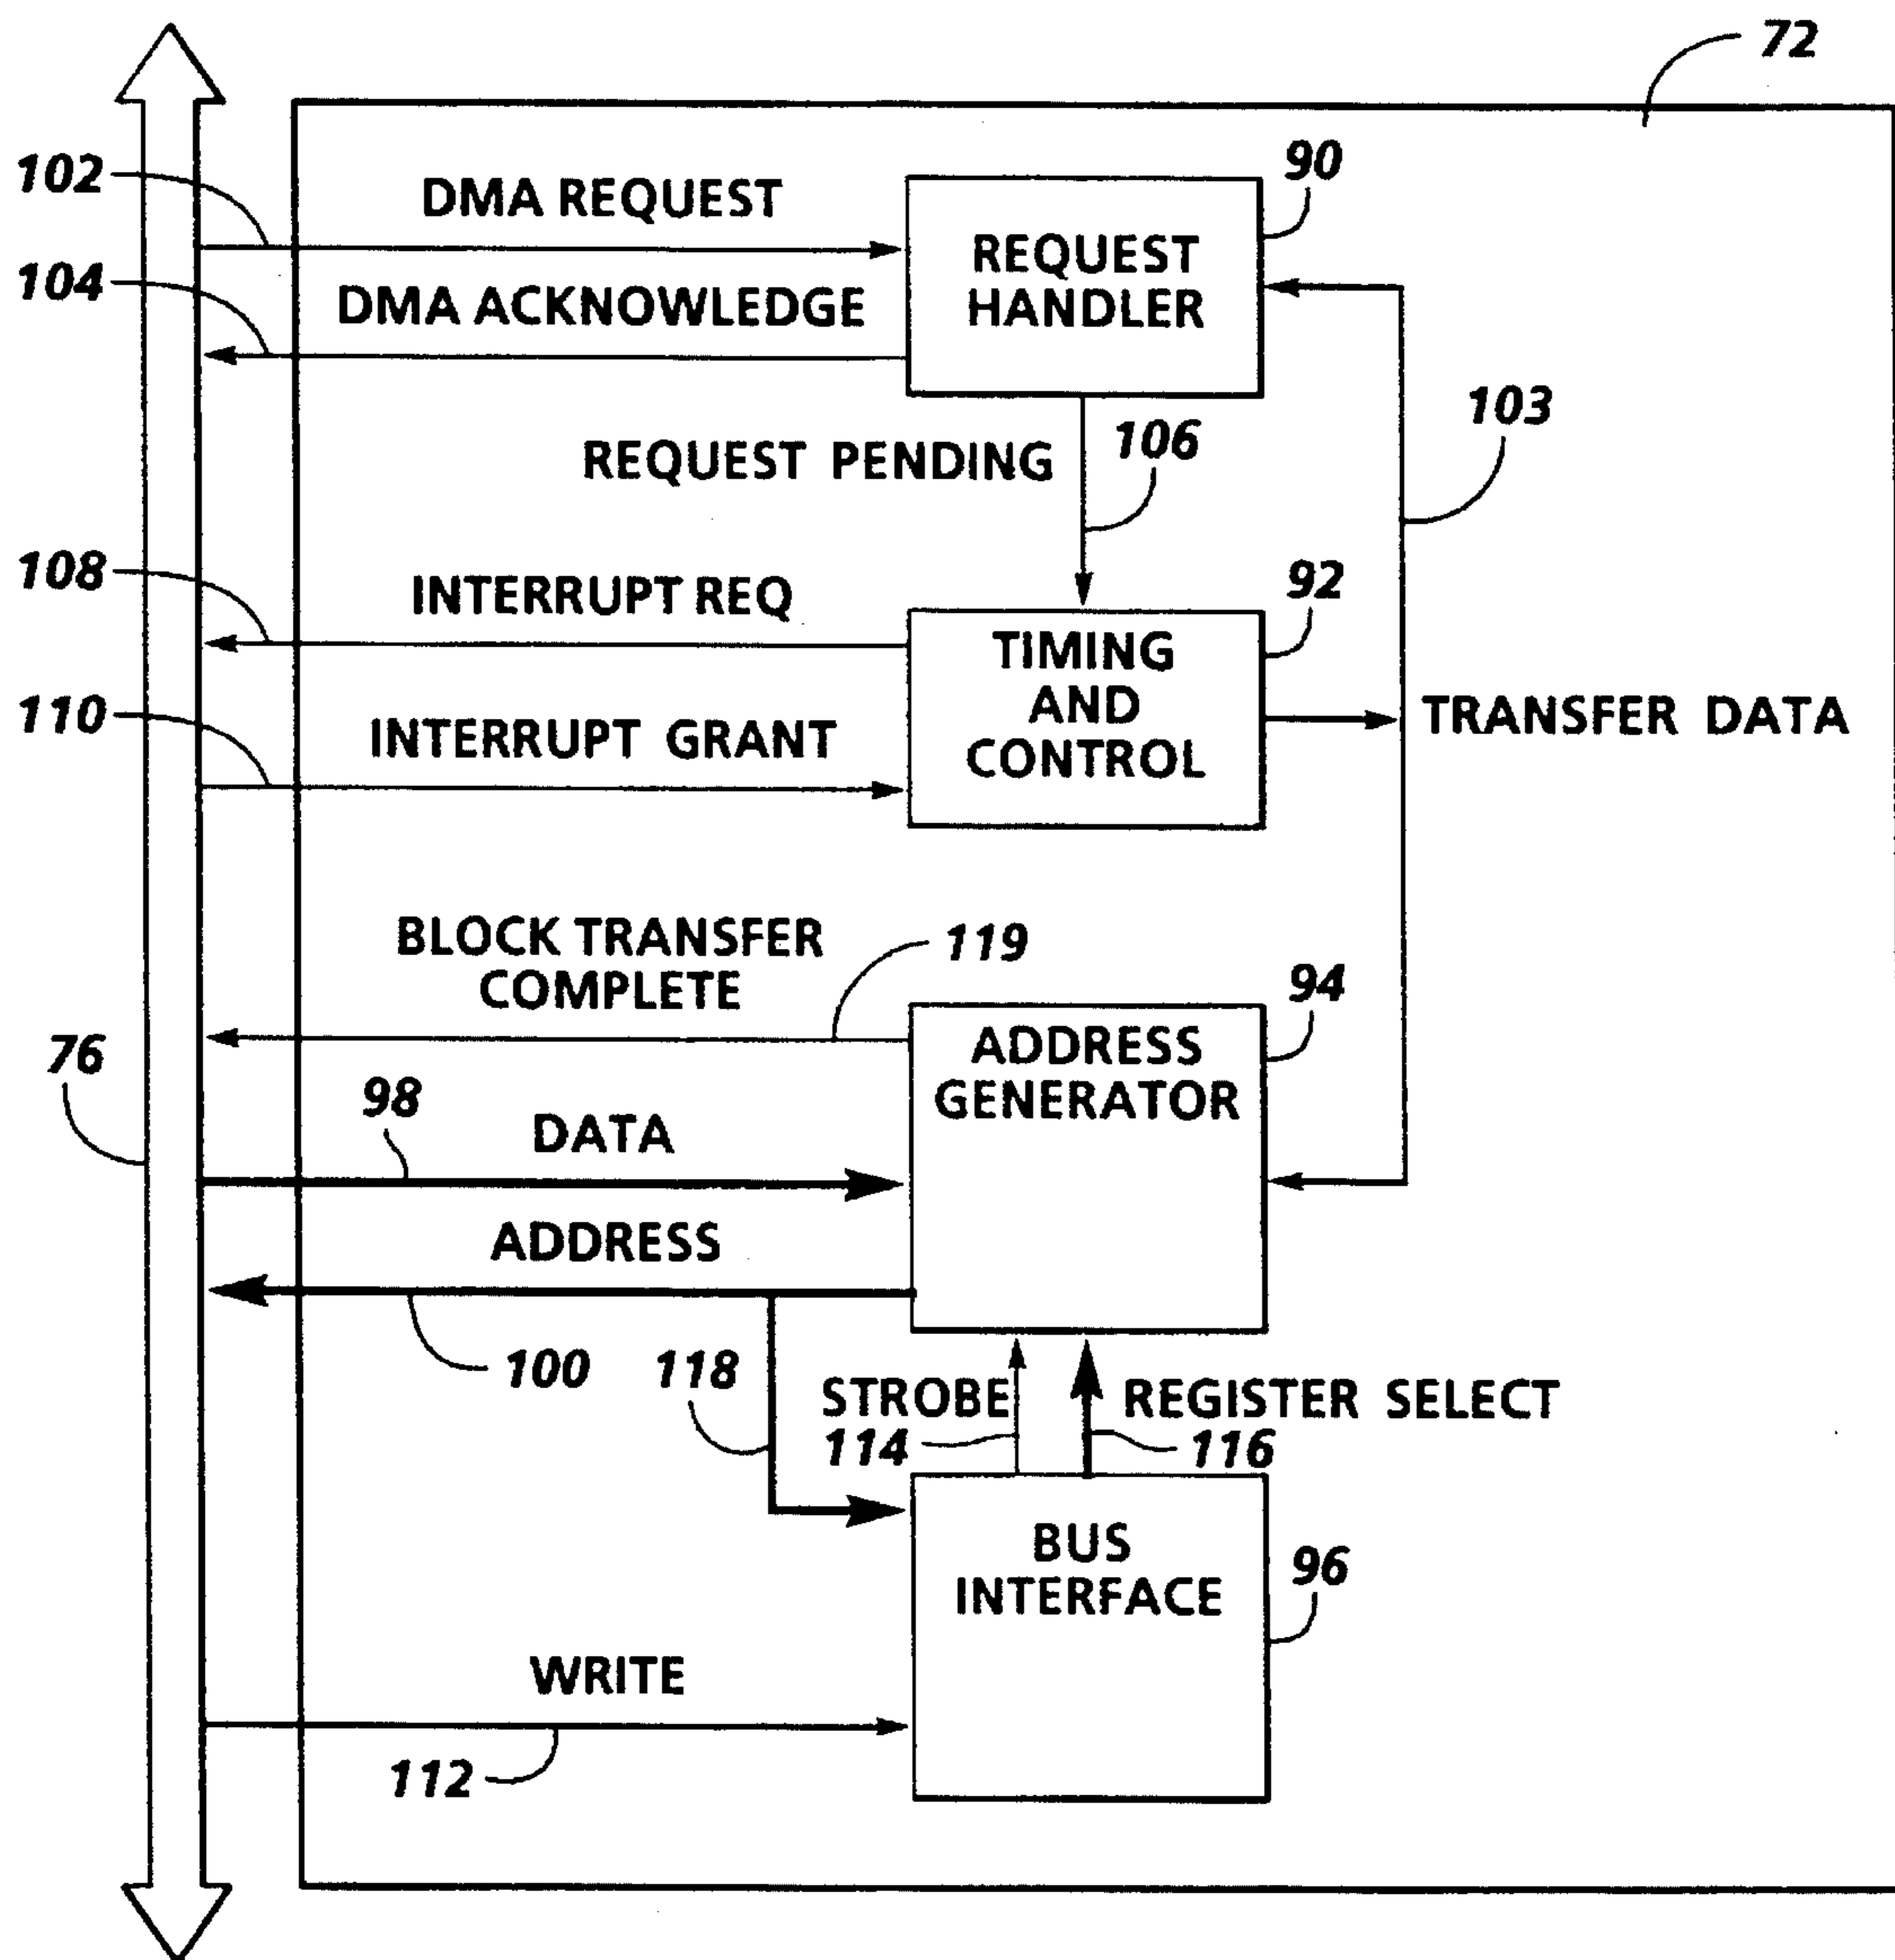 72
102
DMA REQUEST
90
REQUEST
HANDLER
104
DMA ACKNOWLEDGE
103
REQUEST PENDING
106
108
INTERRUPT REQ
92
TIMING
AND
CONTROL
110
INTERRUPT GRANT
TRANSFER DATA
BLOCK TRANSFER
COMPLETE
119
94
ADDRESS
GENERATOR
76
98
DATA
ADDRESS
100
118
STROBE
114
REGISTER SELECT
116
BUS
INTERFACE
96
WRITE
112